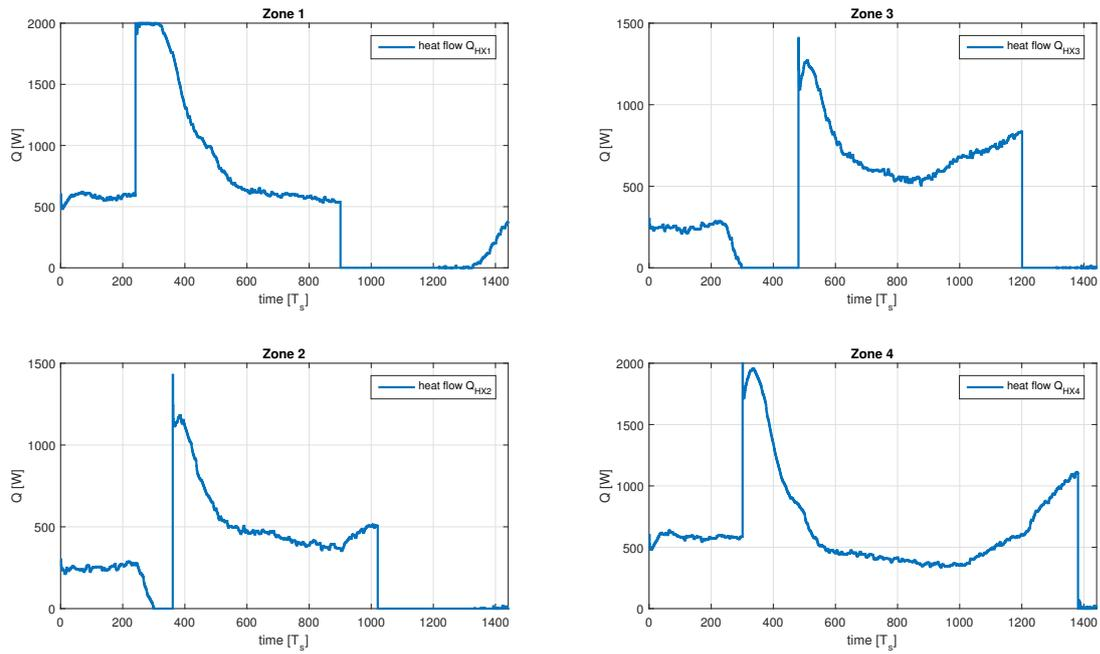 Zone 1
2000
1500
1000
500
0
Q [W]
heat flow Q_HX1
0 200 400 600 800 1000 1200 1400
time [T_s]
Zone 3
1500
1000
500
0
Q [W]
heat flow Q_HX3
0 200 400 600 800 1000 1200 1400
time [T_s]
Zone 2
1500
1000
500
0
Q [W]
heat flow Q_HX2
0 200 400 600 800 1000 1200 1400
time [T_s]
Zone 4
2000
1500
1000
500
0
Q [W]
heat flow Q_HX4
0 200 400 600 800 1000 1200 1400
time [T_s]